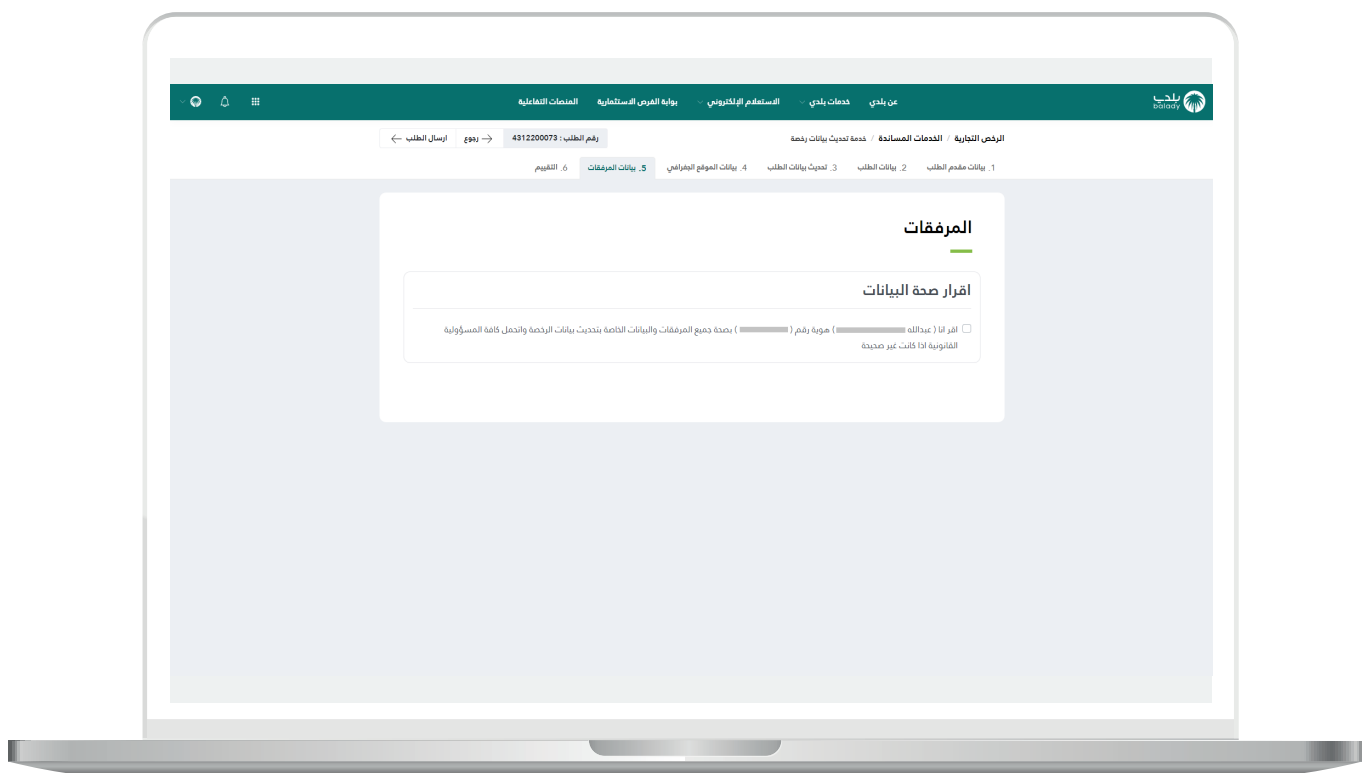 بلدي
balady
عن بلدي
خدمات بلدي
الاستعلام الإلكتروني
بوابة الفرص الاستثمارية
المنصات التفاعلية
الرخص التجارية / الخدمات المساندة / خدمة تحديث بيانات رخصة
رقم الطلب : 4312200073
رجوع
ارسال الطلب
1. بيانات مقدم الطلب
2. بيانات الطلب
3. تحديث بيانات الطلب
4. بيانات الموقع الجغرافي
5. بيانات المرفقات
6. التقييم
المرفقات
اقرار صحة البيانات
اقر انا ( عبدالله ) هوية رقم ( ) بصحة جميع المرفقات والبيانات الخاصة بتحديث بيانات الرخصة واتحمل كافة المسؤولية
القانونية اذا كانت غير صحيحة